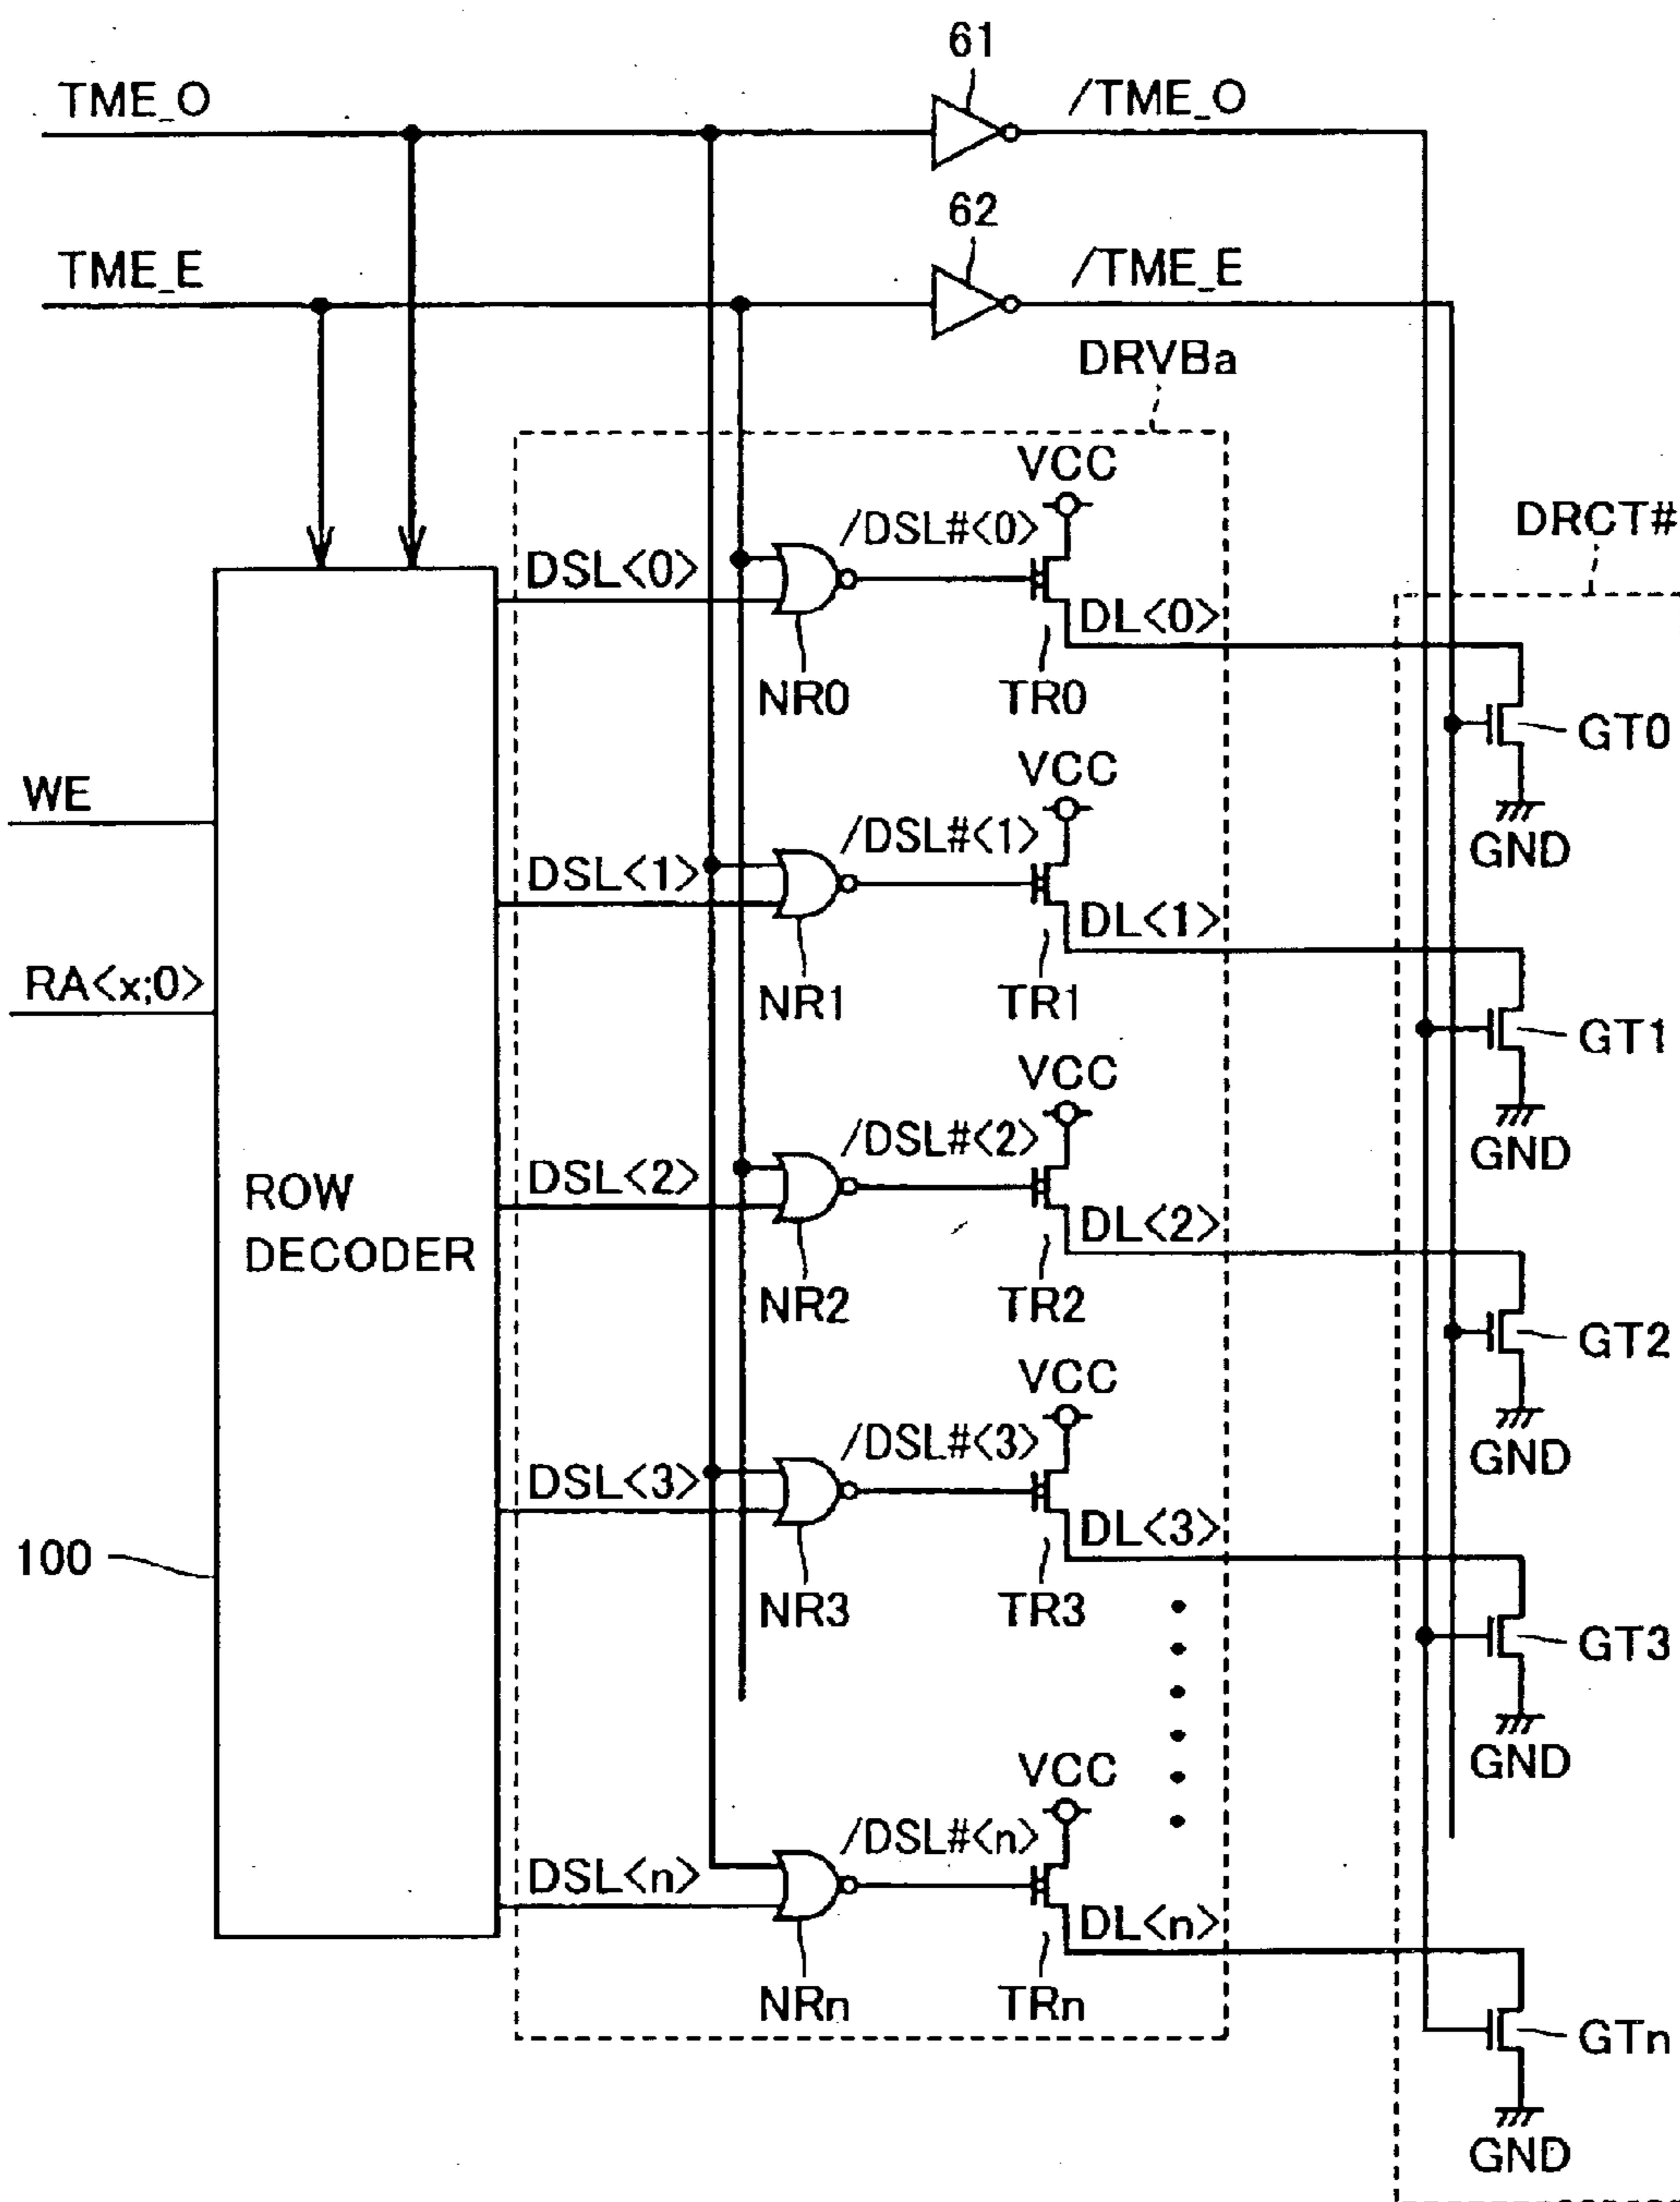 61
TME_O
/TME_O
62
TME_E
/TME_E
DRVBa
VCC
DRCT#
/DSL#<0>
DSL<0>
DL<0>
NR0
TR0
GT0
GND
WE
VCC
/DSL#<1>
DSL<1>
DL<1>
RA<x;0>
NR1
TR1
GT1
GND
VCC
/DSL#<2>
DSL<2>
ROW
DECODER
DL<2>
NR2
TR2
GT2
GND
VCC
/DSL#<3>
DSL<3>
DL<3>
100
NR3
TR3
GT3
GND
VCC
/DSL#<n>
DSL<n>
DL<n>
NRn
TRn
GTn
GND